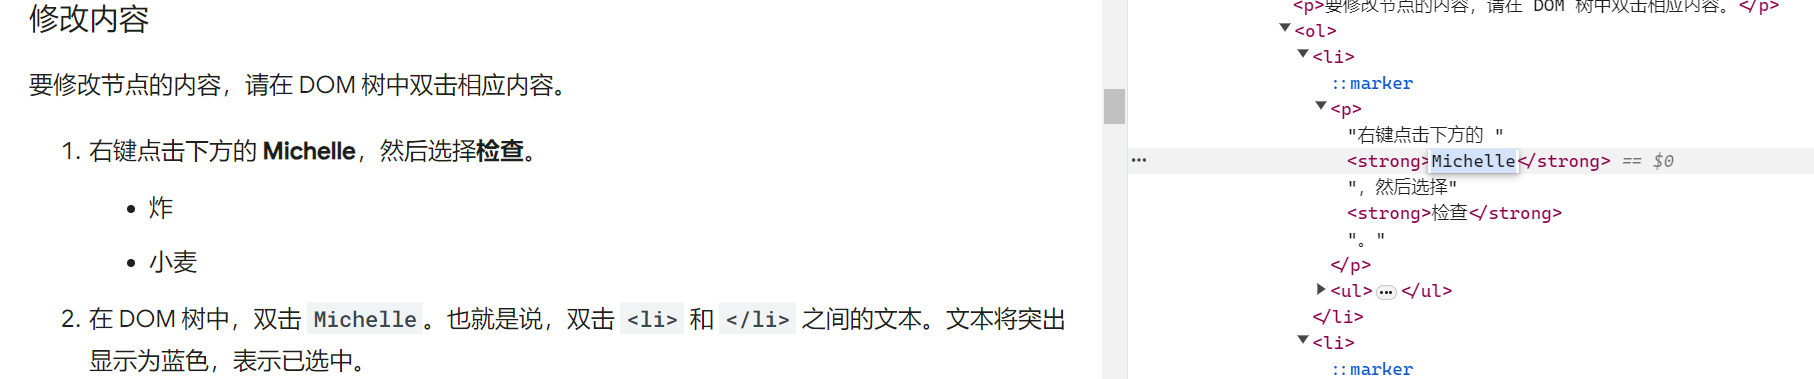 修改内容
要修改节点的内容，请在 DOM 树中双击相应内容。
1. 右键点击下方的 Michelle，然后选择检查。
• 炸
• 小麦
2. 在 DOM 树中，双击 Michelle。也就是说，双击 <li> 和 </li> 之间的文本。文本将突出
显示为蓝色，表示已选中。
<p>要修改节点的内容，请在 DOM 树中双击相应内容。</p>
▼<ol>
▼<li>
::marker
▼<p>
"右键点击下方的 "
<strong>Michelle</strong> == $0
"，然后选择"
<strong>检查</strong>
"。"
</p>
▶<ul>…</ul>
</li>
▼<li>
::marker